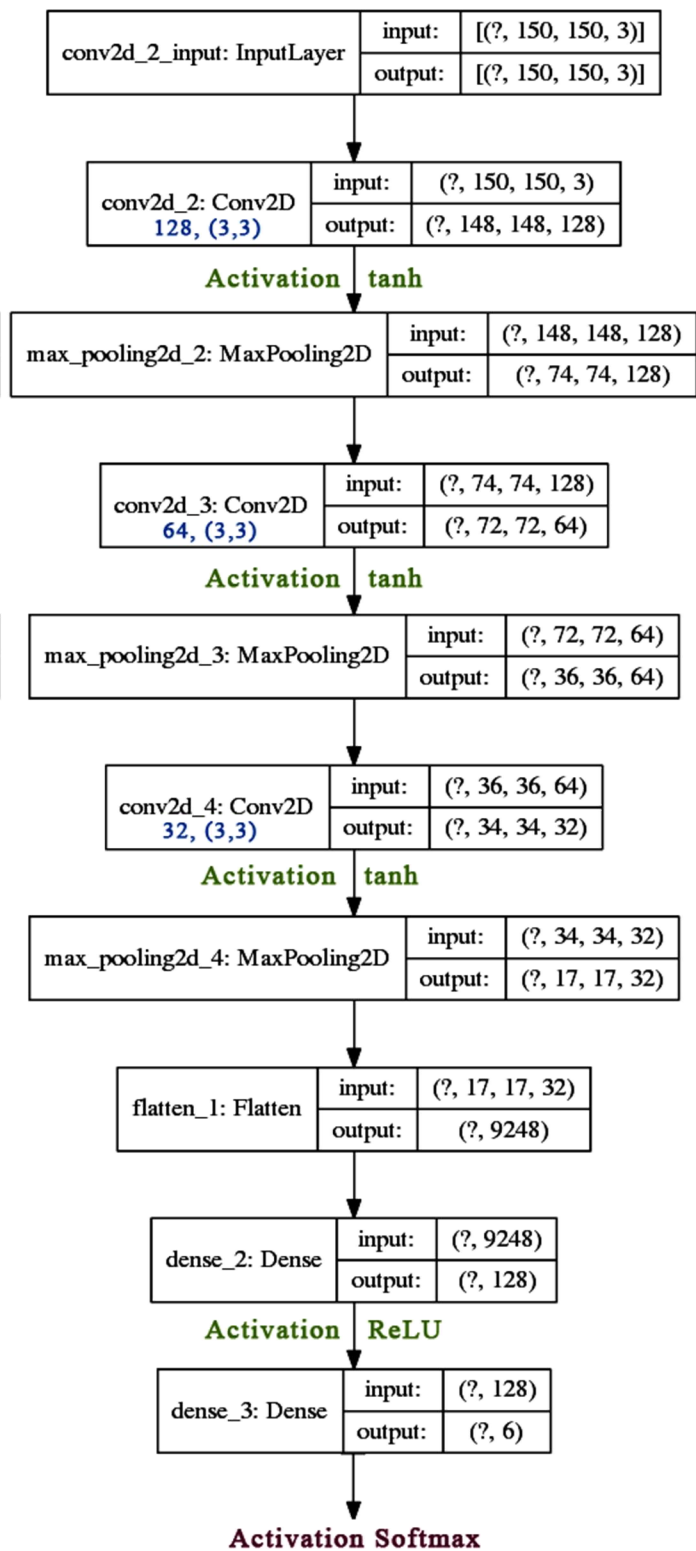 conv2d_2_input: InputLayer
input: [(?, 150, 150, 3)]
output: [(?, 150, 150, 3)]
conv2d_2: Conv2D
128, (3,3)
input: (?, 150, 150, 3)
output: (?, 148, 148, 128)
Activation tanh
max_pooling2d_2: MaxPooling2D
input: (?, 148, 148, 128)
output: (?, 74, 74, 128)
conv2d_3: Conv2D
64, (3,3)
input: (?, 74, 74, 128)
output: (?, 72, 72, 64)
Activation tanh
max_pooling2d_3: MaxPooling2D
input: (?, 72, 72, 64)
output: (?, 36, 36, 64)
conv2d_4: Conv2D
32, (3,3)
input: (?, 36, 36, 64)
output: (?, 34, 34, 32)
Activation tanh
max_pooling2d_4: MaxPooling2D
input: (?, 34, 34, 32)
output: (?, 17, 17, 32)
flatten_1: Flatten
input: (?, 17, 17, 32)
output: (?, 9248)
dense_2: Dense
input: (?, 9248)
output: (?, 128)
Activation ReLU
dense_3: Dense
input: (?, 128)
output: (?, 6)
Activation Softmax